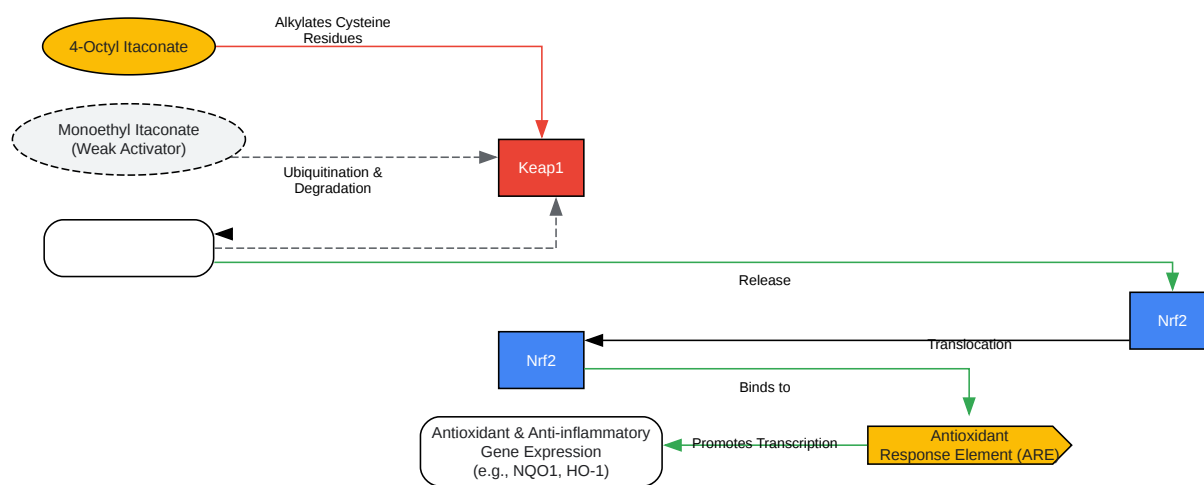 Alkylates Cysteine
Residues
4-Octyl Itaconate
Monoethyl Itaconate
(Weak Activator)
Keap1
Ubiquitination &
Degradation
Release
Nrf2
Translocation
Nrf2
Binds to
Antioxidant & Anti-inflammatory
Gene Expression
(e.g., NQO1, HO-1)
Promotes Transcription
Antioxidant
Response Element (ARE)